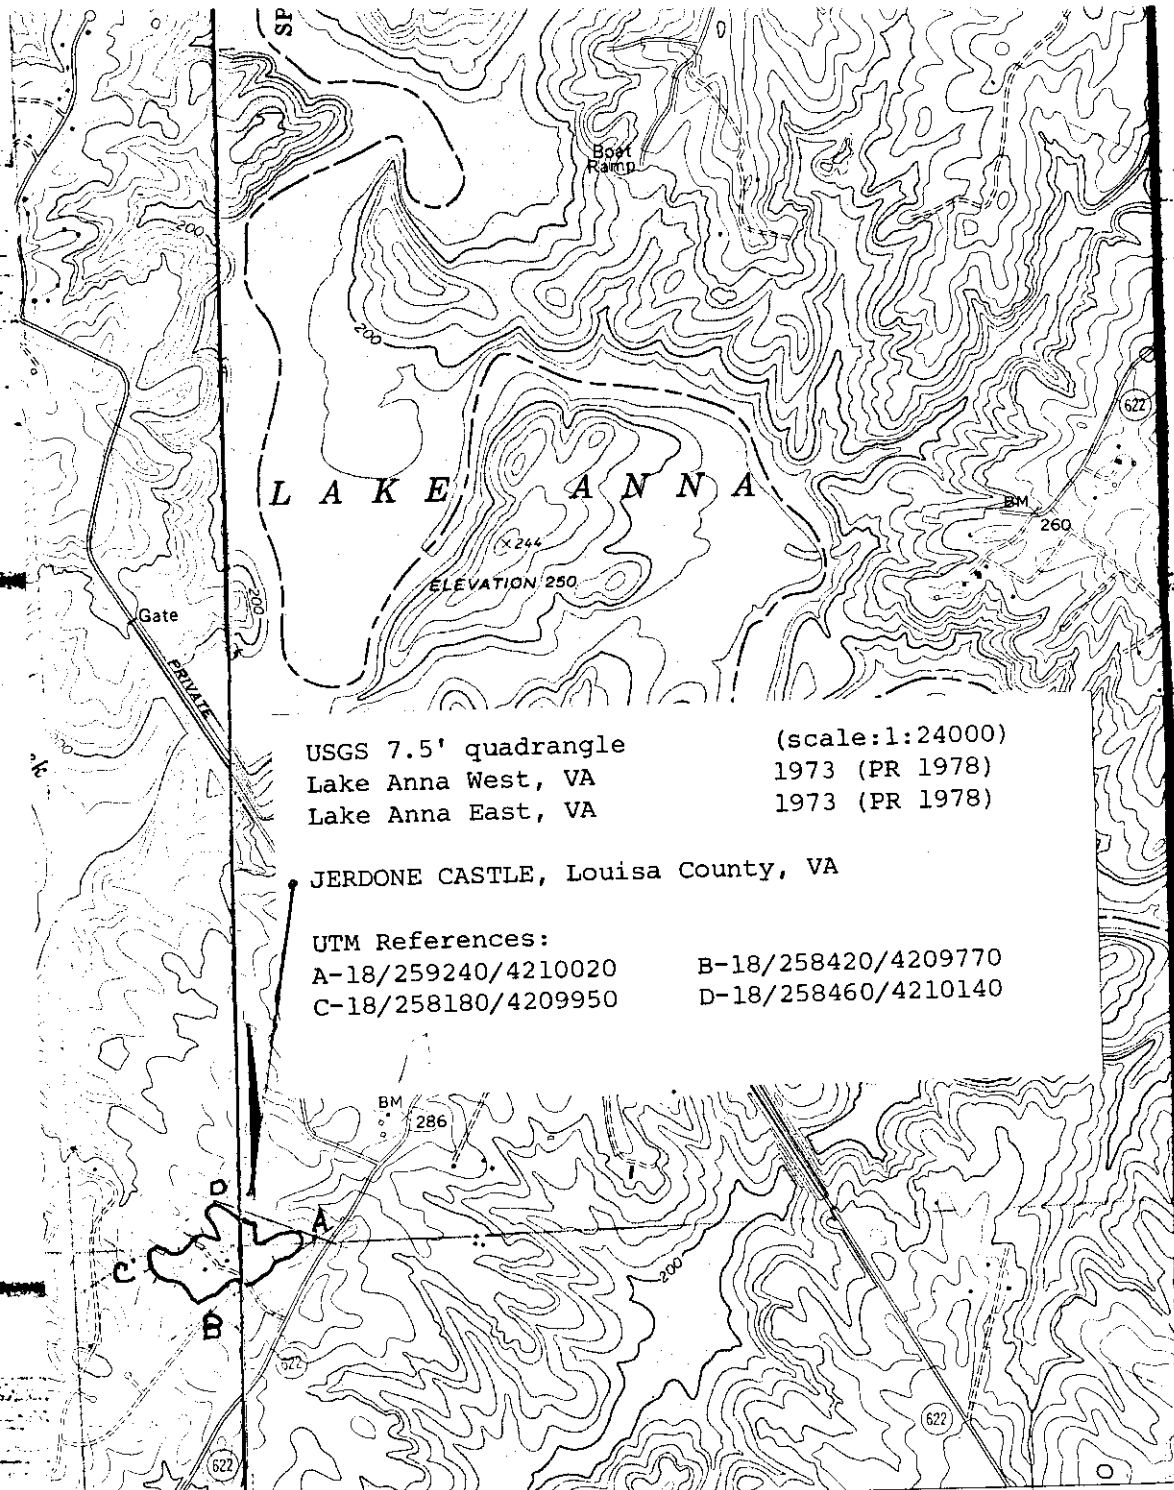 SP
Boat
Ramp
200
200
622
LAKE ANNA
BM
260
×244
ELEVATION 250
200
Gate
PRIVATE
USGS 7.5' quadrangle (scale:1:24000)
Lake Anna West, VA 1973 (PR 1978)
Lake Anna East, VA 1973 (PR 1978)
JERDONE CASTLE, Louisa County, VA
UTM References:
A-18/259240/4210020 B-18/258420/4209770
C-18/258180/4209950 D-18/258460/4210140
BM
286
D
A
C
200
B
622
622
622